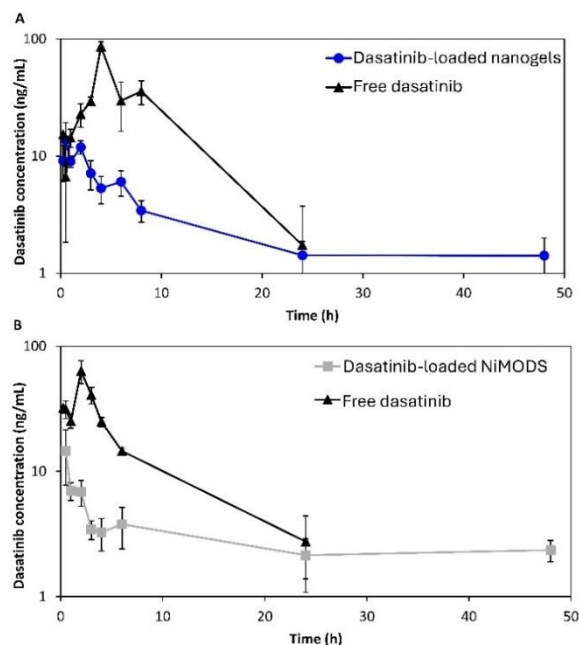 A
Dasatinib concentration (ng/mL)
100
10
1
Dasatinib-loaded nanogels
Free dasatinib
0
10
20
30
40
50
Time (h)
B
Dasatinib concentration (ng/mL)
100
10
1
Dasatinib-loaded NiMODS
Free dasatinib
0
10
20
30
40
50
Time (h)